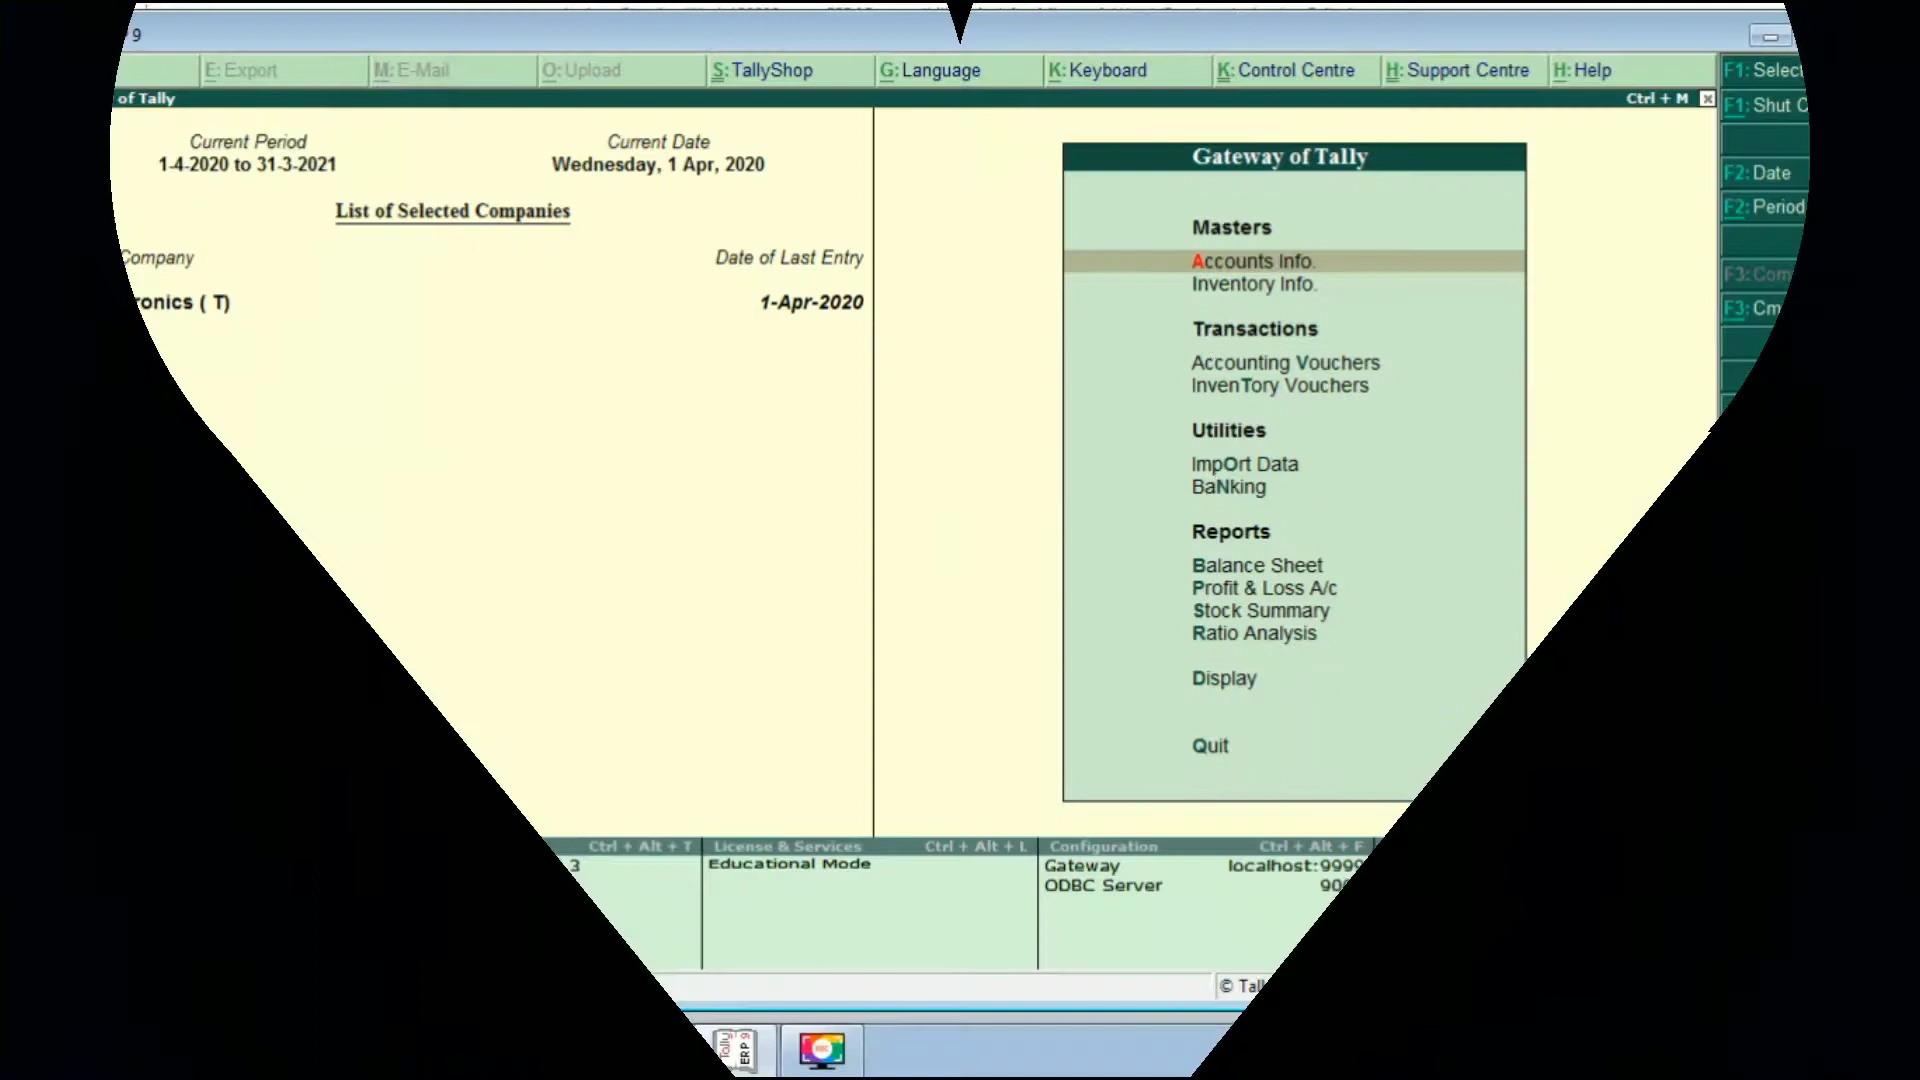 9
E: Export M: E-Mail O: Upload S: TallyShop G: Language K: Keyboard K: Control Centre H: Support Centre H: Help
F1: Select
of Tally Ctrl + M
F1: Shut C
Current Period Current Date
1-4-2020 to 31-3-2021 Wednesday, 1 Apr, 2020
List of Selected Companies
Company Date of Last Entry
ronics ( T) 1-Apr-2020
Gateway of Tally
Masters
Accounts Info.
Inventory Info.
Transactions
Accounting Vouchers
InvenTory Vouchers
Utilities
ImpOrt Data
BaNking
Reports
Balance Sheet
Profit & Loss A/c
Stock Summary
Ratio Analysis
Display
Quit
F2: Date
F2: Period
F3: Com
F3: Cm
Ctrl + Alt + T License & Services Ctrl + Alt + L Configuration Ctrl + Alt + F
3 Educational Mode Gateway localhost:9999
ODBC Server 90
© Tal
Tally
ERP 9